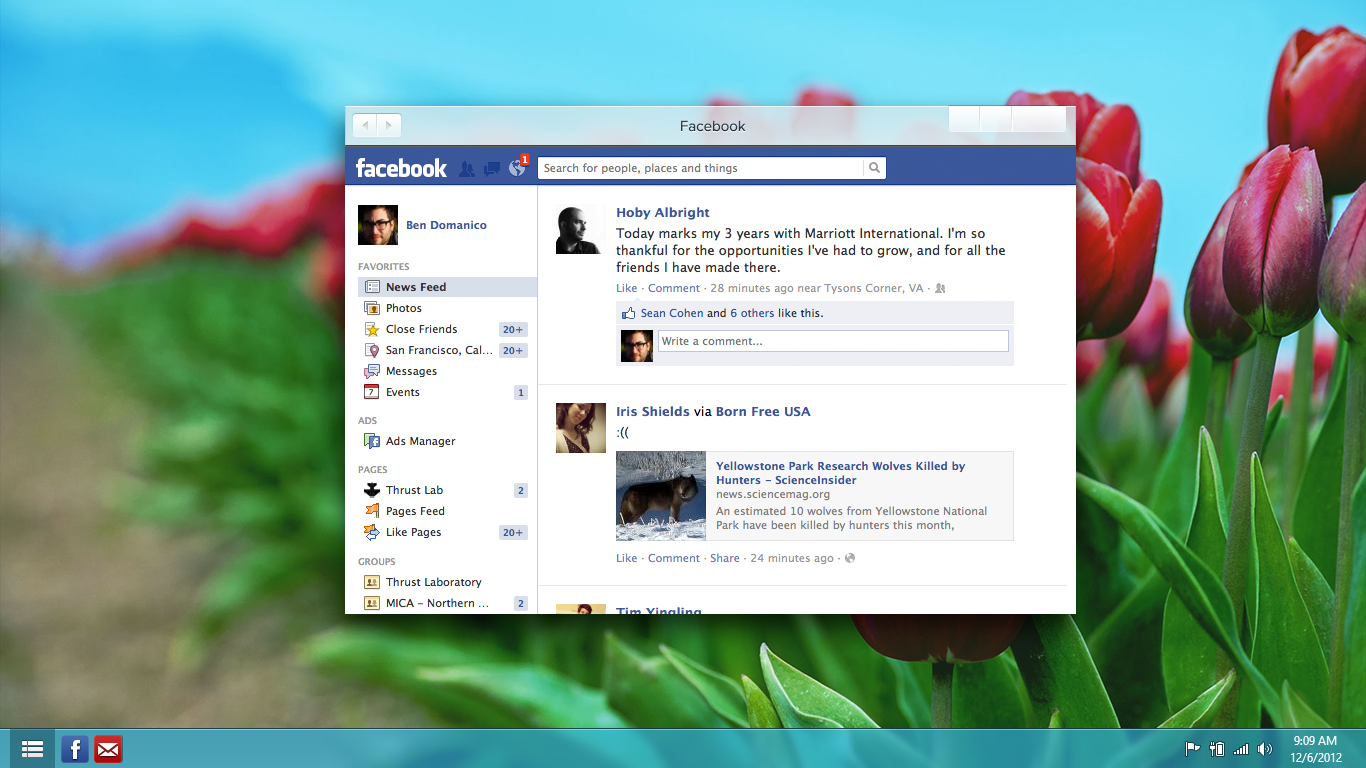 Facebook
facebook
1
Search for people, places and things
Ben Domanico
FAVORITES
News Feed
Photos
Close Friends 20+
San Francisco, Cal... 20+
Messages
7 Events 1
ADS
Ads Manager
PAGES
Thrust Lab 2
Pages Feed
Like Pages 20+
GROUPS
Thrust Laboratory
MICA – Northern ... 2
Hoby Albright
Today marks my 3 years with Marriott International. I'm so
thankful for the opportunities I've had to grow, and for all the
friends I have made there.
Like · Comment · 28 minutes ago near Tysons Corner, VA ·
Sean Cohen and 6 others like this.
Write a comment...
Iris Shields via Born Free USA
:((
Yellowstone Park Research Wolves Killed by
Hunters – ScienceInsider
news.sciencemag.org
An estimated 10 wolves from Yellowstone National
Park have been killed by hunters this month,
Like · Comment · Share · 24 minutes ago ·
Tim Yingling
f
9:09 AM
12/6/2012